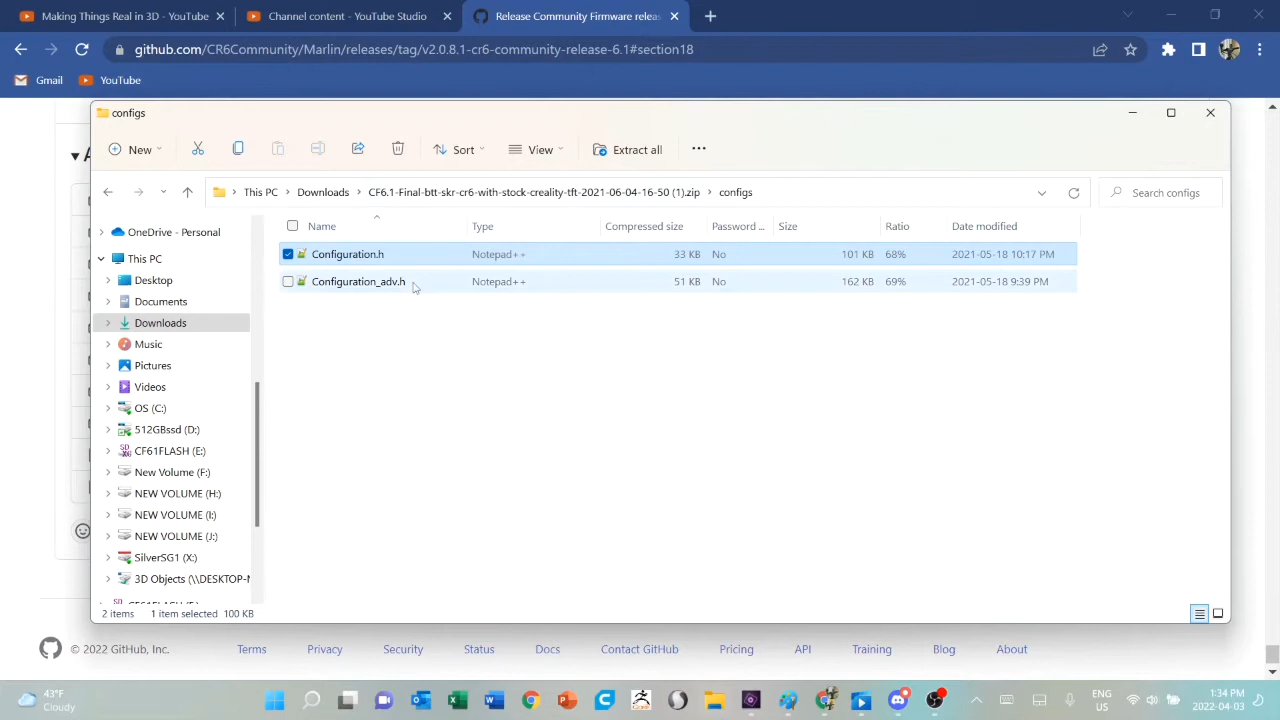 Making Things Real in 3D - YouTube
Channel content - YouTube Studio
Release Community Firmware releas
github.com/CR6Community/Marlin/releases/tag/v2.0.8.1-cr6-community-release-6.1#section18
Gmail
YouTube
configs
New
Sort
View
Extract all
This PC
Downloads
CF6.1-Final-btt-skr-cr6-with-stock-creality-tft-2021-06-04-16-50 (1).zip
configs
Search configs
Name
Type
Compressed size
Password ...
Size
Ratio
Date modified
Configuration.h
Notepad++
33 KB
No
101 KB
68%
2021-05-18 10:17 PM
Configuration_adv.h
Notepad++
51 KB
No
162 KB
69%
2021-05-18 9:39 PM
OneDrive - Personal
This PC
Desktop
Documents
Downloads
Music
Pictures
Videos
OS (C:)
512GBssd (D:)
CF61FLASH (E:)
New Volume (F:)
NEW VOLUME (H:)
NEW VOLUME (I:)
NEW VOLUME (J:)
SilverSG1 (X:)
3D Objects (\\DESKTOP-N
2 items
1 item selected 100 KB
© 2022 GitHub, Inc.
Terms
Privacy
Security
Status
Docs
Contact GitHub
Pricing
API
Training
Blog
About
43°F
Cloudy
ENG
US
1:34 PM
2022-04-03